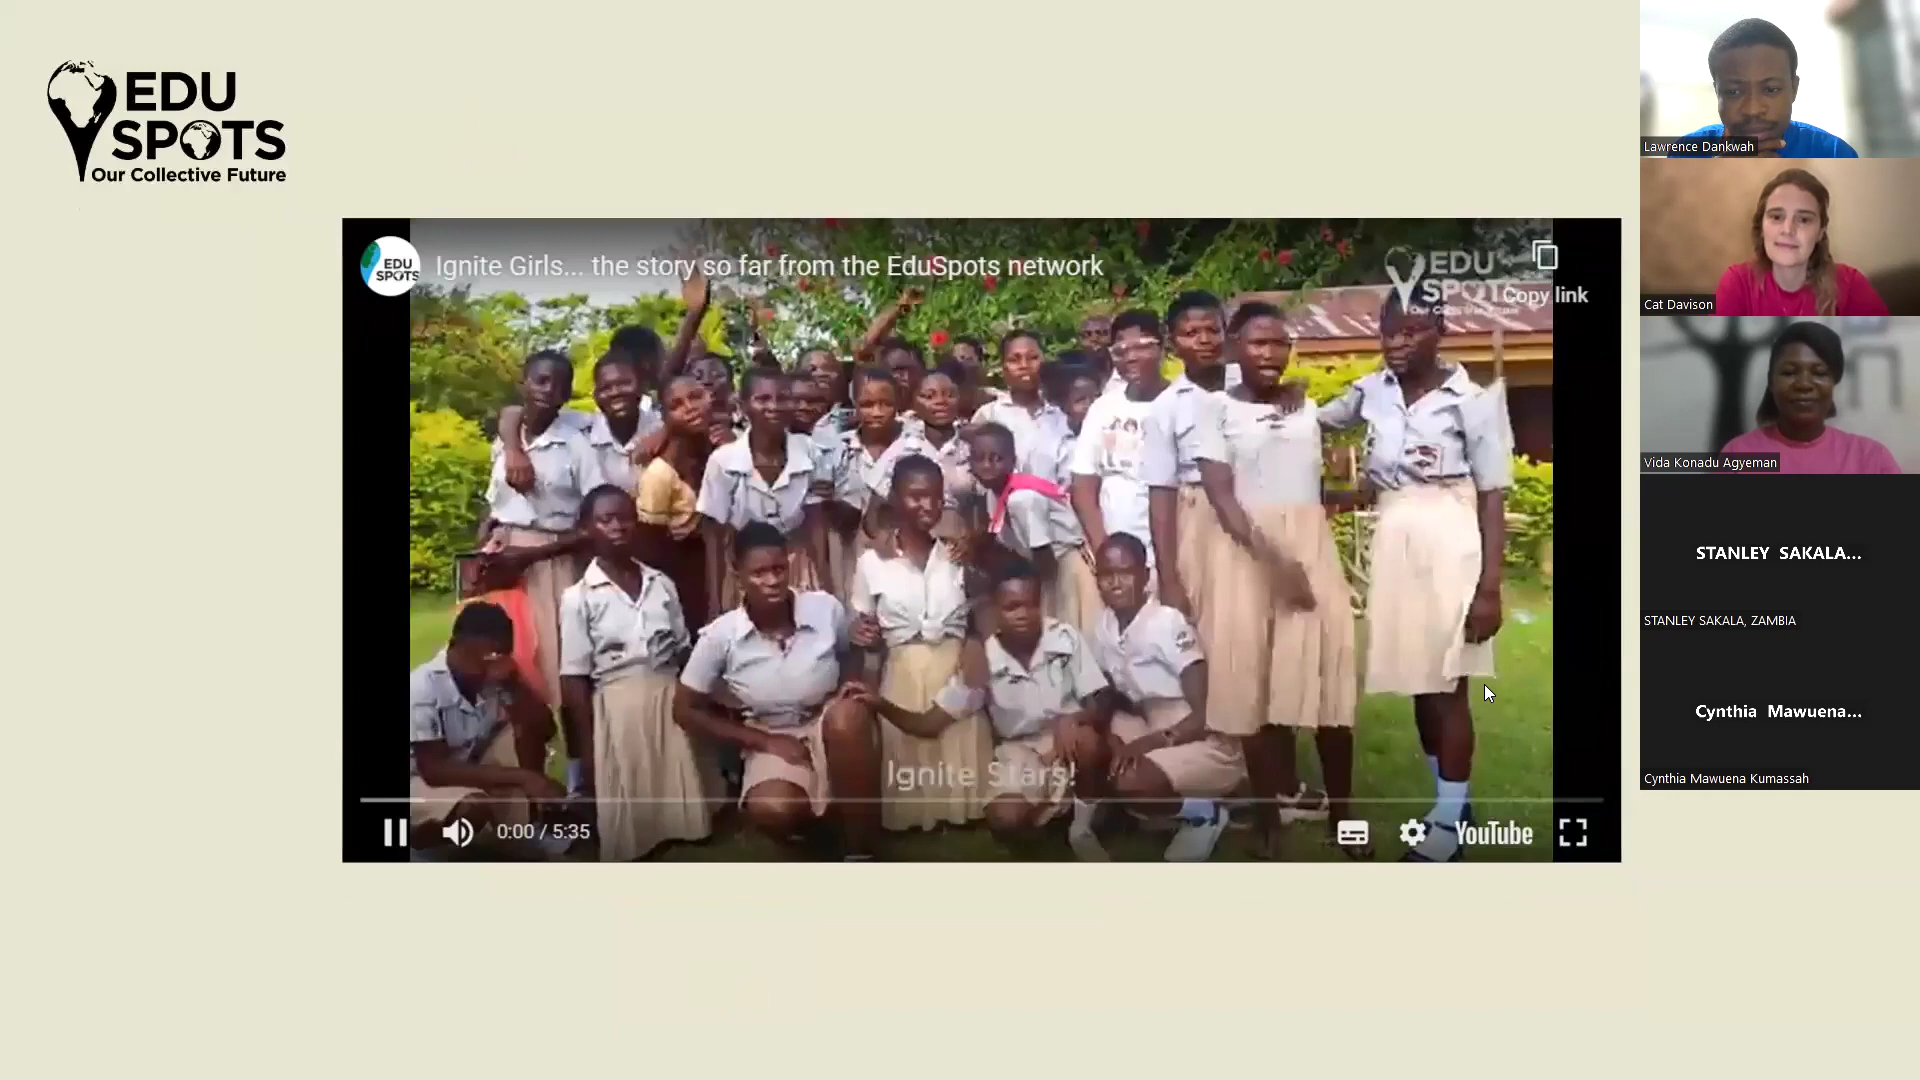 EDU
SPOTS
Our Collective Future
EDU
SPOTS
Ignite Girls... the story so far from the EduSpots network
EDU
SPOTS
Copy link
Ignite Stars!
0:00 / 5:35
YouTube
Lawrence Dankwah
Cat Davison
Vida Konadu Agyeman
STANLEY SAKALA...
STANLEY SAKALA, ZAMBIA
Cynthia Mawuena...
Cynthia Mawuena Kumassah